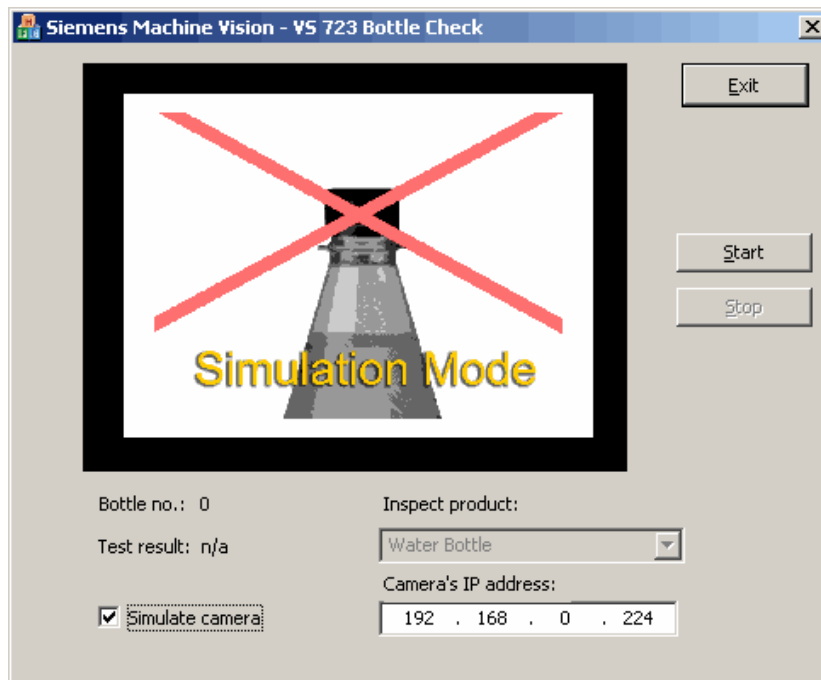 Siemens Machine Vision - VS 723 Bottle Check
Exit
Start
Stop
Simulation Mode
Bottle no.: 0
Inspect product:
Test result: n/a
Water Bottle
Camera's IP address:
Simulate camera
192 . 168 . 0 . 224